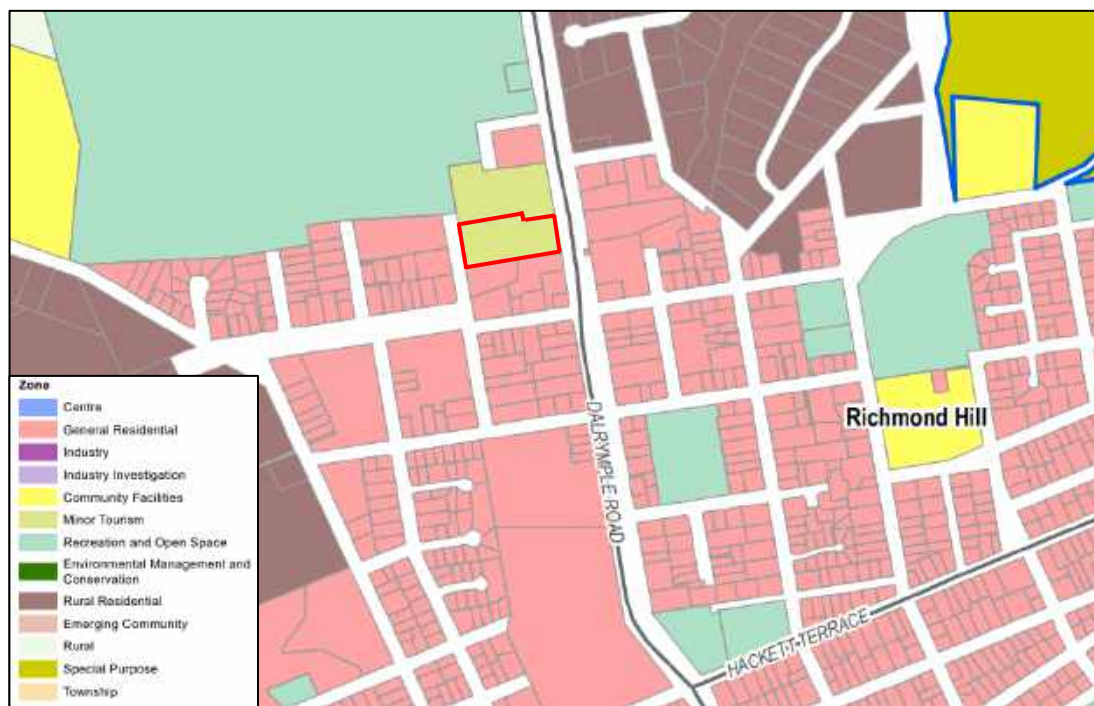 Richmond Hill
DALRYMPLE ROAD
HACKETT TERRACE
Zone
Centre
General Residential
Industry
Industry Investigation
Community Facilities
Minor Tourism
Recreation and Open Space
Environmental Management and
Conservation
Rural Residential
Emerging Community
Rural
Special Purpose
Township